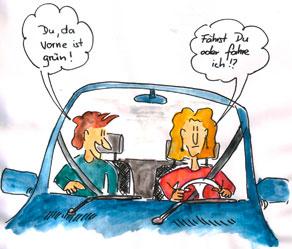 Du, da
Vorne ist
grün!
Fährst Du
oder fahre
ich!?